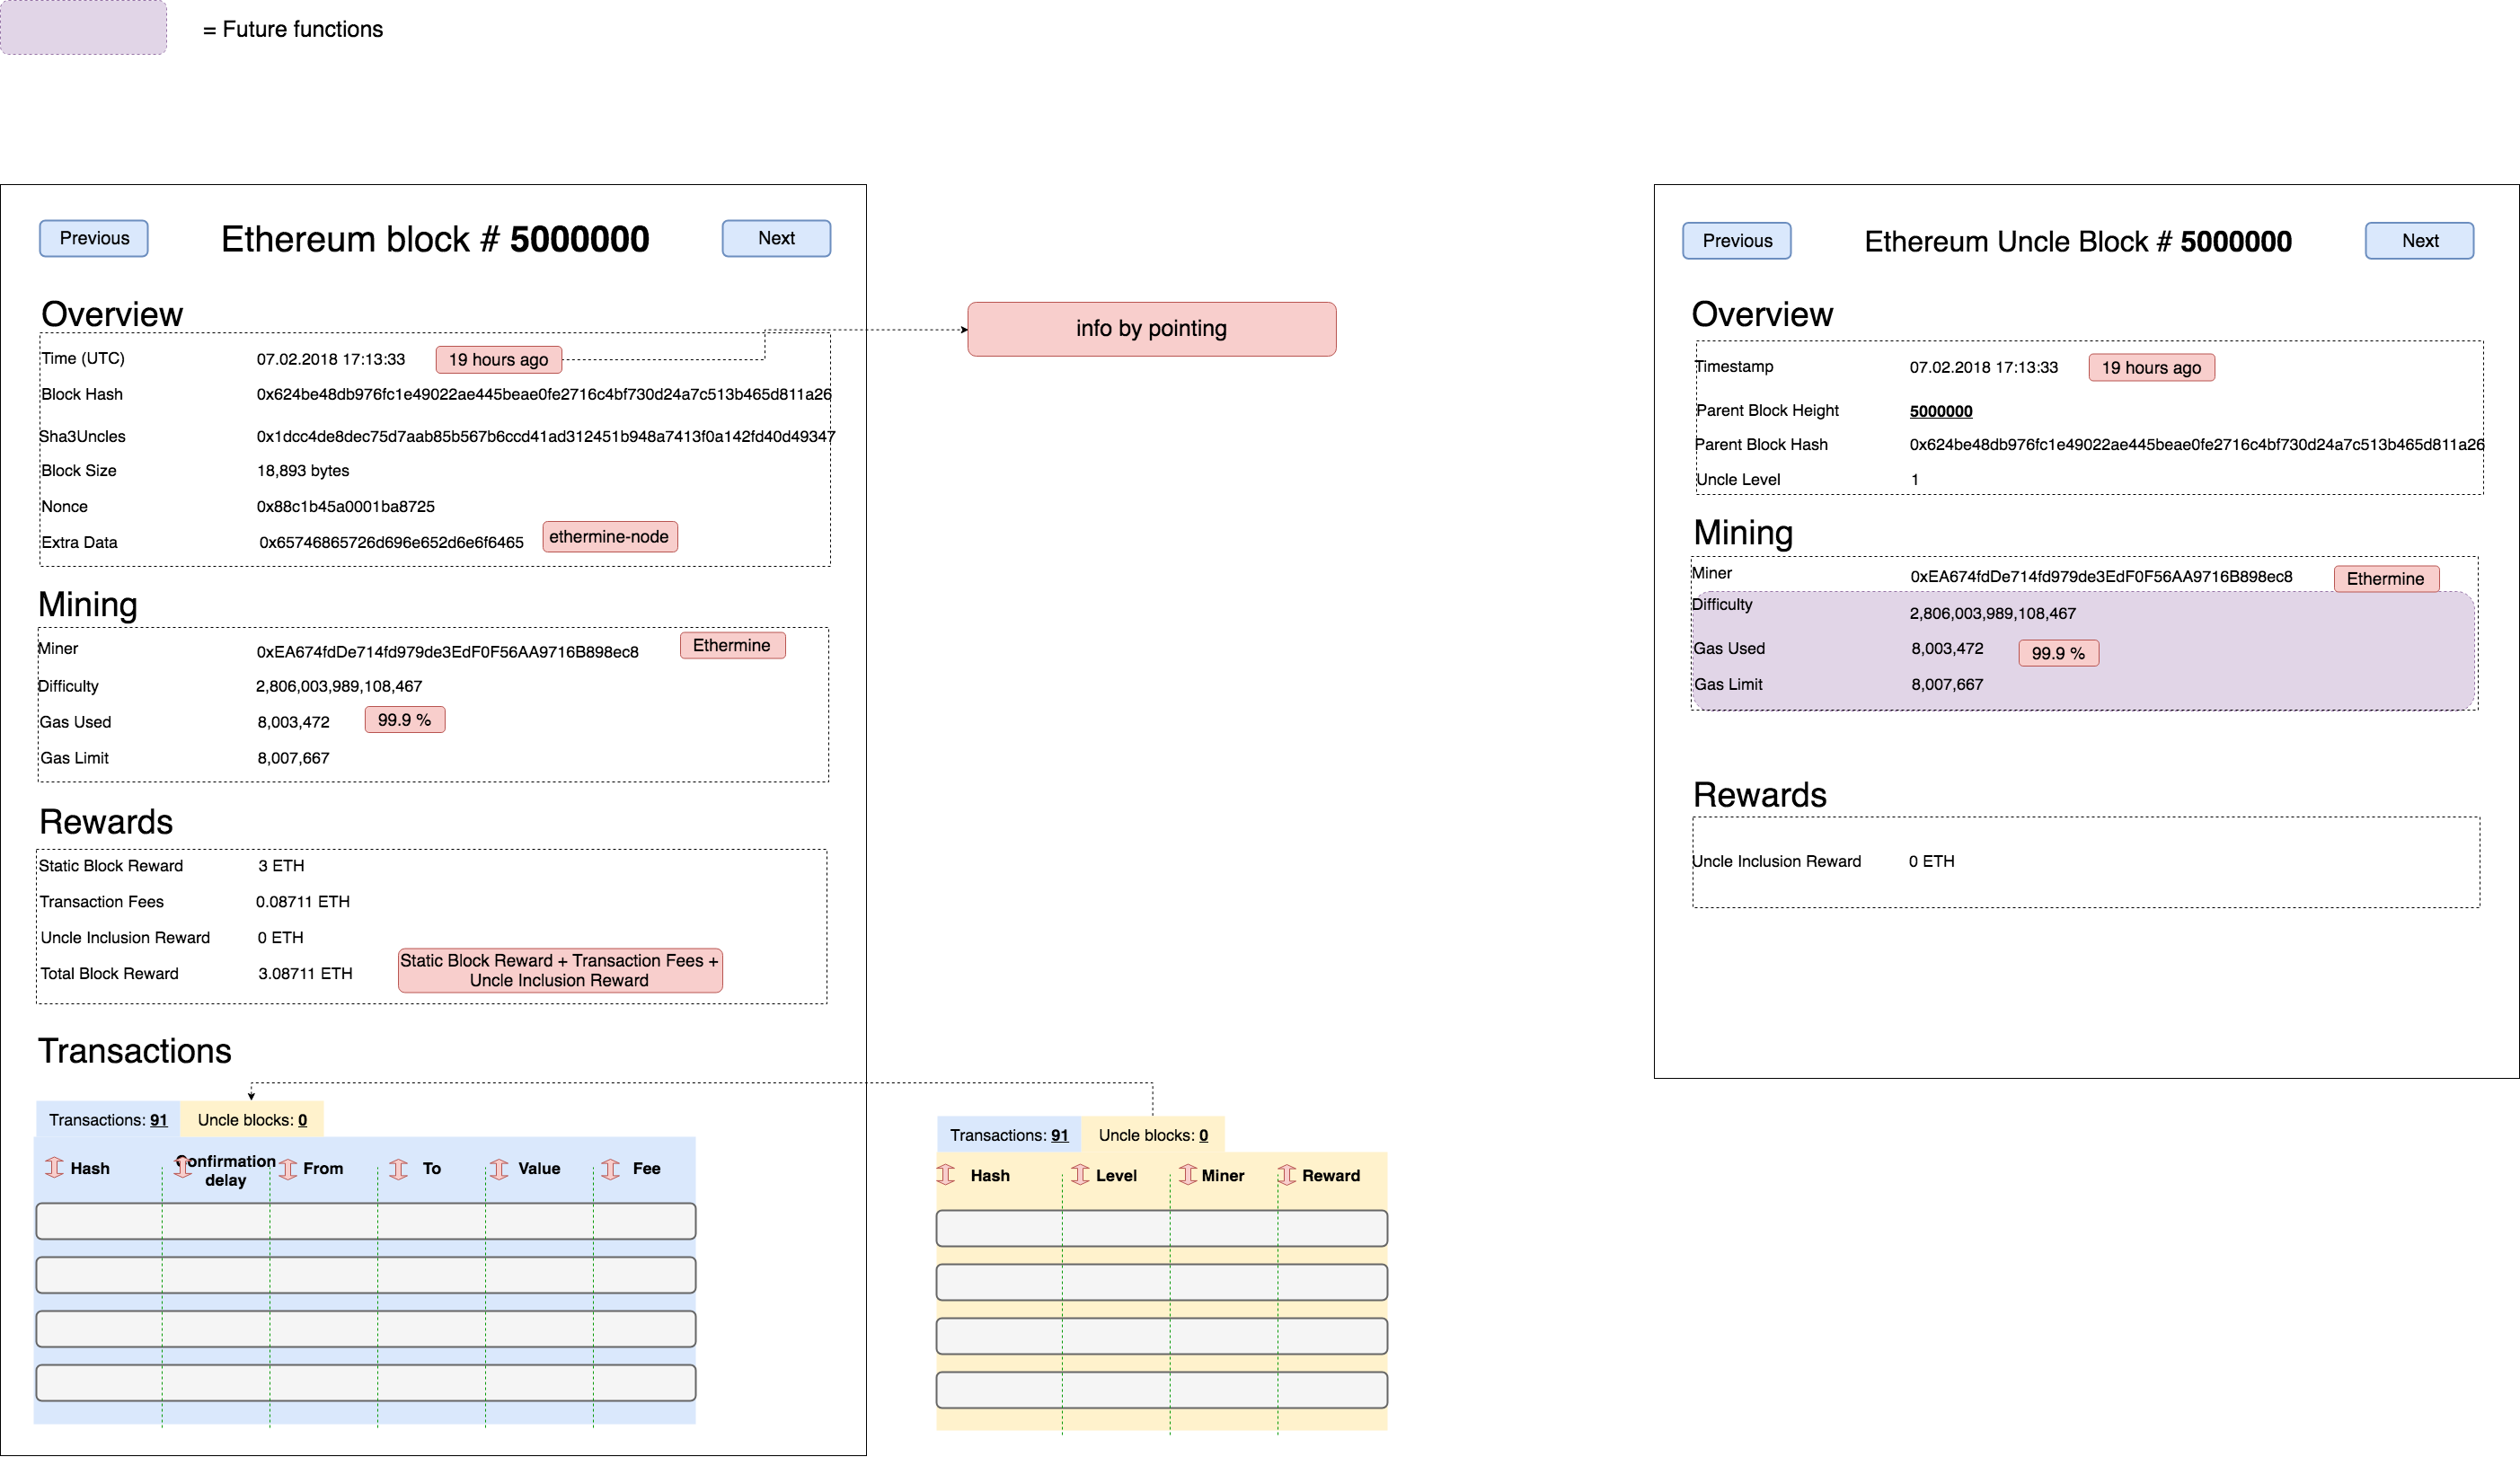 = Future functions
Previous
Ethereum block # 5000000
Next
Overview
Time (UTC) 07.02.2018 17:13:33 19 hours ago
Block Hash 0x624be48db976fc1e49022ae445beae0fe2716c4bf730d24a7c513b465d811a26
Sha3Uncles 0x1dcc4de8dec75d7aab85b567b6ccd41ad312451b948a7413f0a142fd40d49347
Block Size 18,893 bytes
Nonce 0x88c1b45a0001ba8725
Extra Data 0x65746865726d696e652d6e6f6465 ethermine-node
Mining
Miner 0xEA674fdDe714fd979de3EdF0F56AA9716B898ec8 Ethermine
Difficulty 2,806,003,989,108,467
Gas Used 8,003,472 99.9 %
Gas Limit 8,007,667
Rewards
Static Block Reward 3 ETH
Transaction Fees 0.08711 ETH
Uncle Inclusion Reward 0 ETH
Total Block Reward 3.08711 ETH
Static Block Reward + Transaction Fees +
Uncle Inclusion Reward
Transactions
Transactions: 91 Uncle blocks: 0
Hash Confirmation delay From To Value Fee
info by pointing
Transactions: 91 Uncle blocks: 0
Hash Level Miner Reward
Previous
Ethereum Uncle Block # 5000000
Next
Overview
Timestamp 07.02.2018 17:13:33 19 hours ago
Parent Block Height 5000000
Parent Block Hash 0x624be48db976fc1e49022ae445beae0fe2716c4bf730d24a7c513b465d811a26
Uncle Level 1
Mining
Miner 0xEA674fdDe714fd979de3EdF0F56AA9716B898ec8 Ethermine
Difficulty 2,806,003,989,108,467
Gas Used 8,003,472 99.9 %
Gas Limit 8,007,667
Rewards
Uncle Inclusion Reward 0 ETH